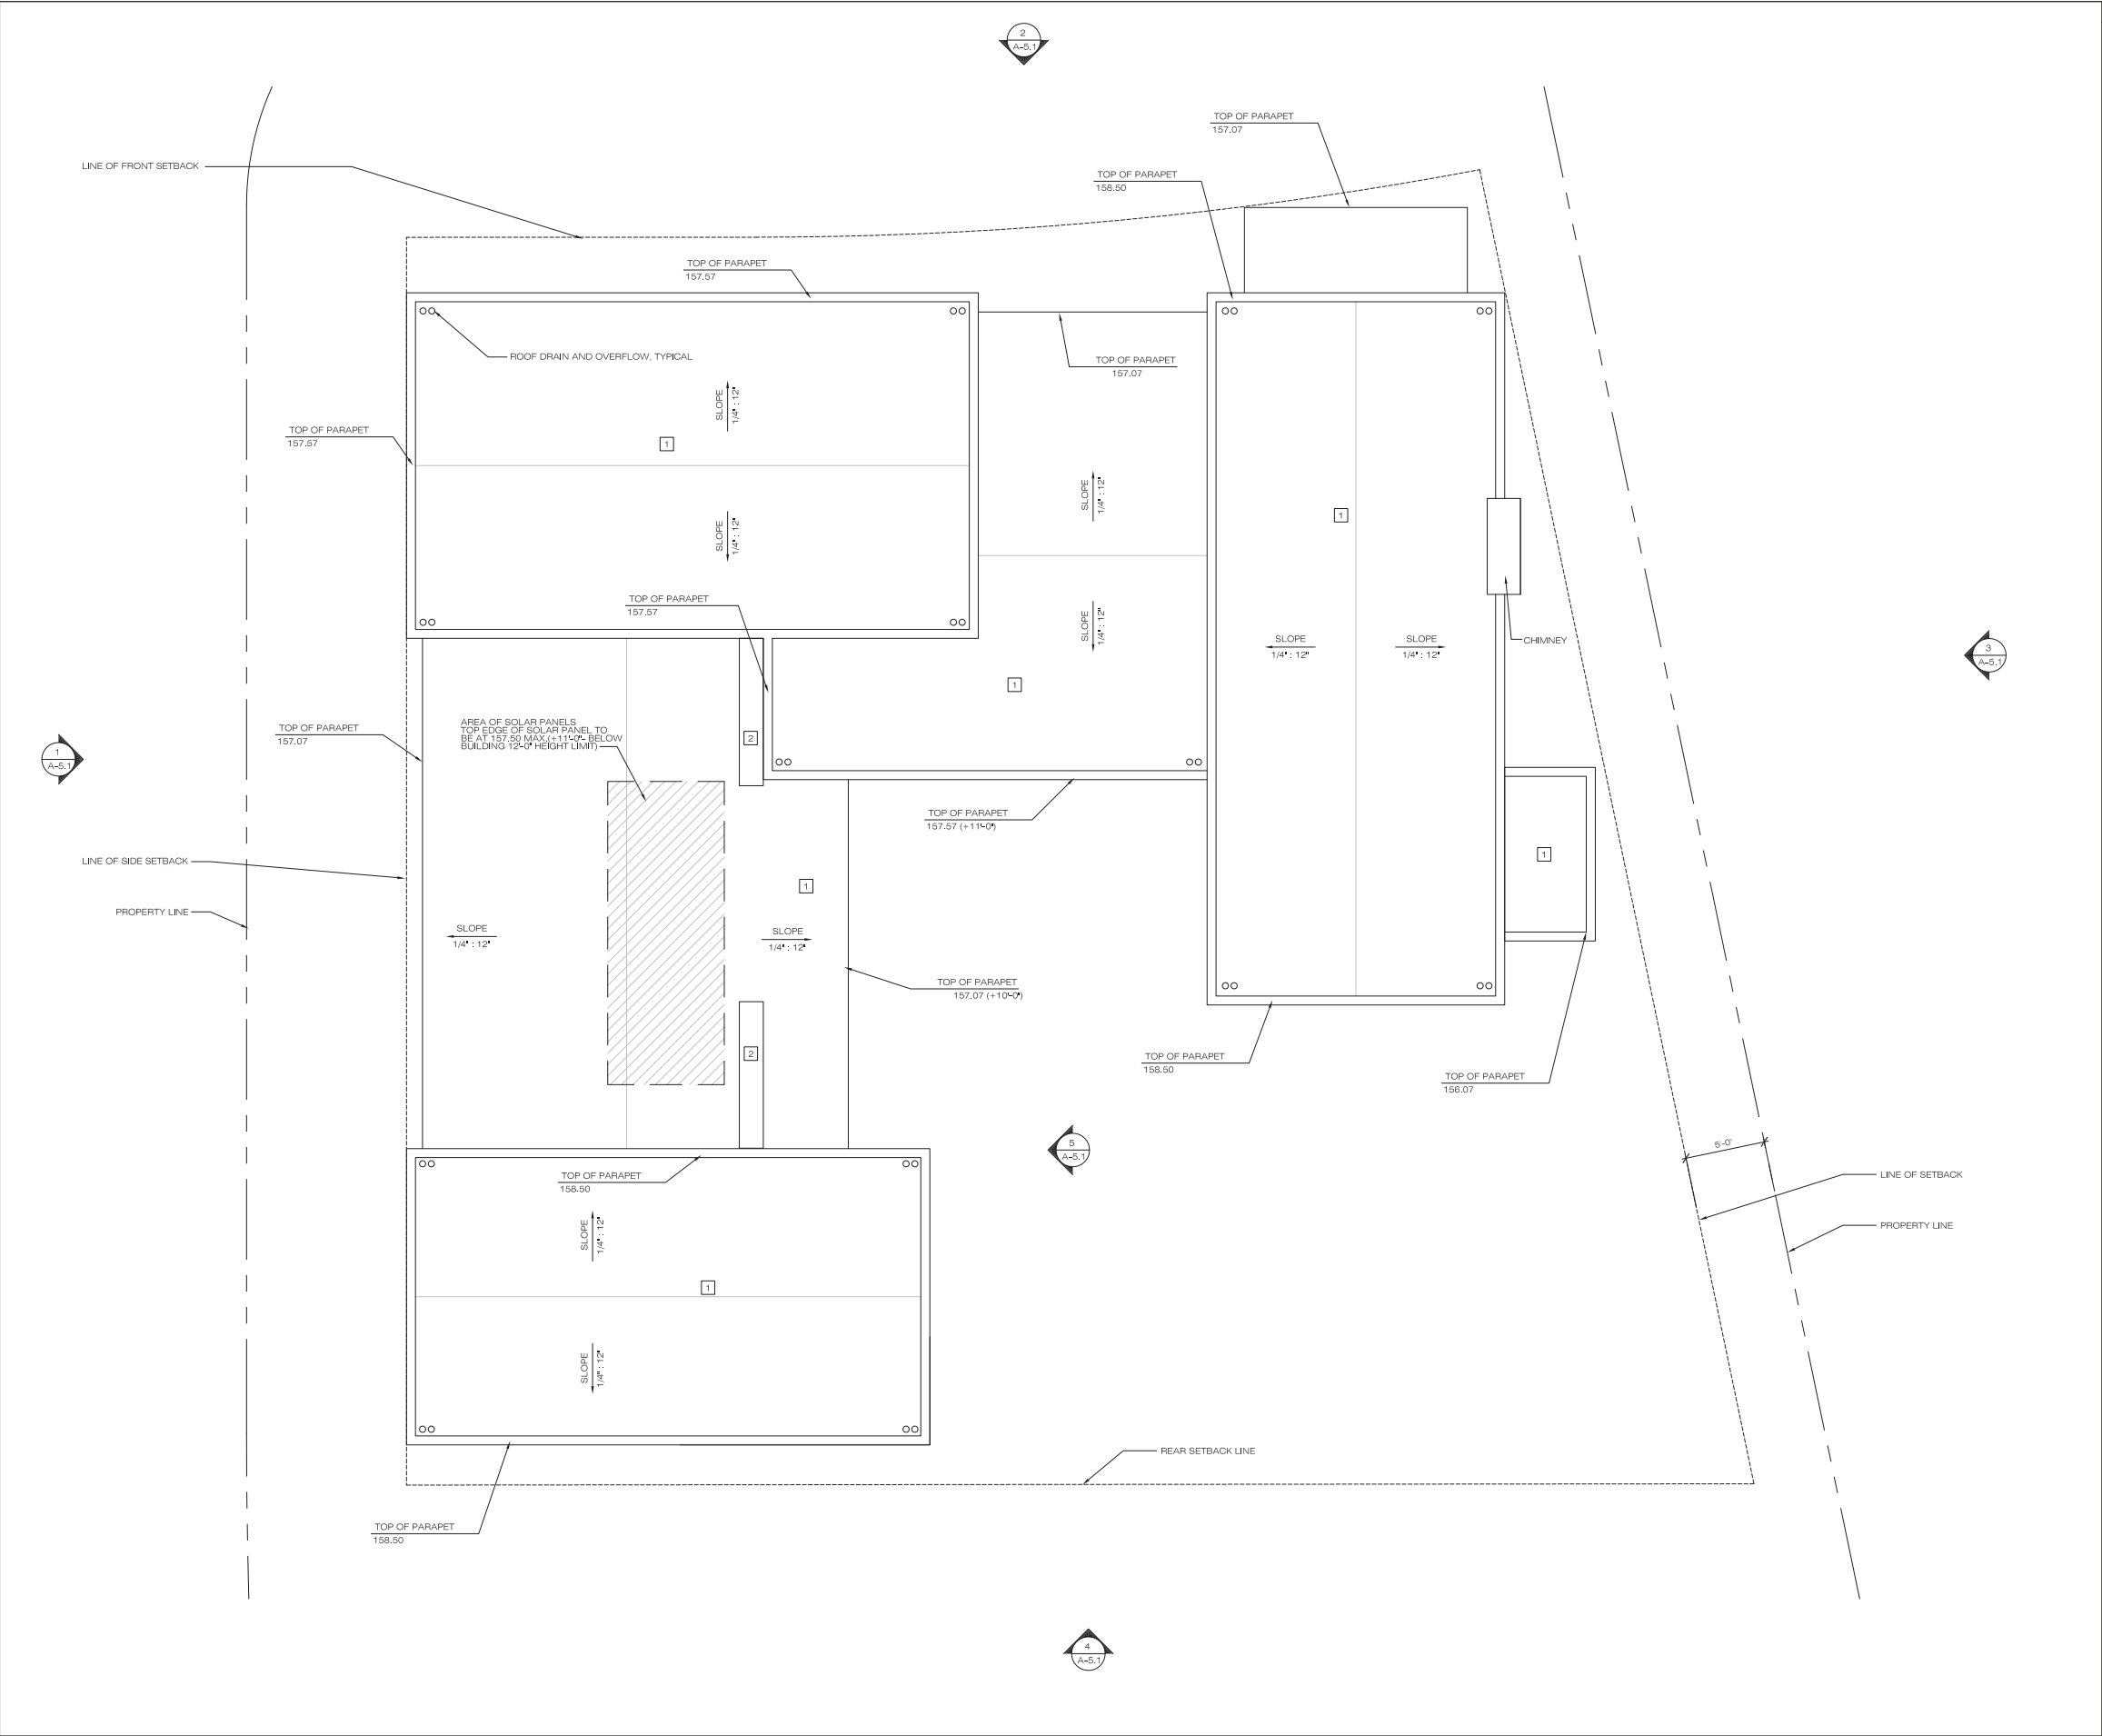 2
A-5.1
TOP OF PARAPET
157.07
LINE OF FRONT SETBACK
TOP OF PARAPET
158.50
TOP OF PARAPET
157.57
ROOF DRAIN AND OVERFLOW, TYPICAL
TOP OF PARAPET
157.07
SLOPE
1/4" : 12"
TOP OF PARAPET
157.57
1
SLOPE
1/4" : 12"
SLOPE
1/4" : 12"
1
TOP OF PARAPET
157.57
SLOPE
1/4" : 12"
SLOPE
1/4" : 12"
SLOPE
1/4" : 12"
CHIMNEY
3
A-5.1
1
AREA OF SOLAR PANELS
TOP EDGE OF SOLAR PANEL TO
BE AT 157.50 MAX.(+11'-0"- BELOW
BUILDING 12'-0" HEIGHT LIMIT)
TOP OF PARAPET
157.07
2
1
A-5.1
TOP OF PARAPET
157.57 (+11'-0")
LINE OF SIDE SETBACK
1
1
PROPERTY LINE
SLOPE
1/4" : 12"
SLOPE
1/4" : 12"
TOP OF PARAPET
157.07 (+10'-0")
2
TOP OF PARAPET
158.50
TOP OF PARAPET
156.07
5
A-5.1
5'-0"
TOP OF PARAPET
158.50
LINE OF SETBACK
SLOPE
1/4" : 12"
PROPERTY LINE
1
SLOPE
1/4" : 12"
REAR SETBACK LINE
TOP OF PARAPET
158.50
4
A-5.1